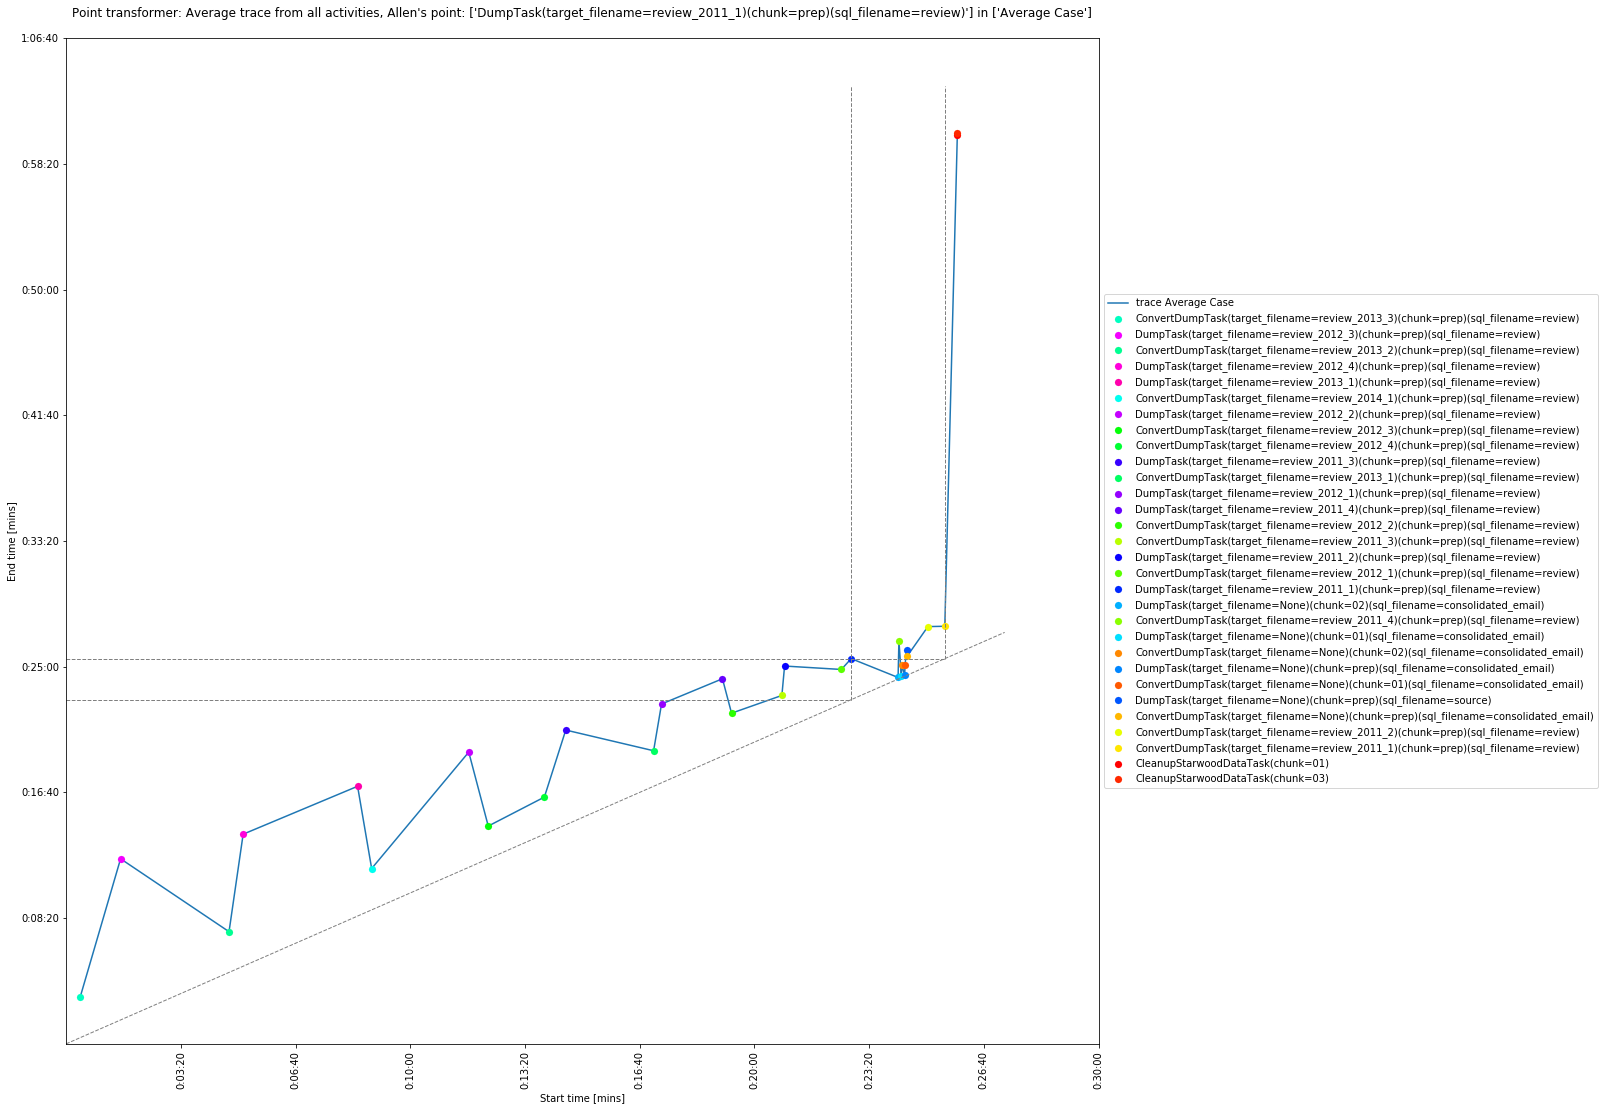 Point transformer: Average trace from all activities, Allen's point: ['DumpTask(target_filename=review_2011_1)(chunk=prep)(sql_filename=review)'] in ['Average Case']
1:06:40
0:58:20
0:50:00
0:41:40
0:33:20
0:25:00
0:16:40
0:08:20
End time [mins]
0:03:20
0:06:40
0:10:00
0:13:20
0:16:40
0:20:00
0:23:20
0:26:40
0:30:00
Start time [mins]
trace Average Case
ConvertDumpTask(target_filename=review_2013_3)(chunk=prep)(sql_filename=review)
DumpTask(target_filename=review_2012_3)(chunk=prep)(sql_filename=review)
ConvertDumpTask(target_filename=review_2013_2)(chunk=prep)(sql_filename=review)
DumpTask(target_filename=review_2012_4)(chunk=prep)(sql_filename=review)
DumpTask(target_filename=review_2013_1)(chunk=prep)(sql_filename=review)
ConvertDumpTask(target_filename=review_2014_1)(chunk=prep)(sql_filename=review)
DumpTask(target_filename=review_2012_2)(chunk=prep)(sql_filename=review)
ConvertDumpTask(target_filename=review_2012_3)(chunk=prep)(sql_filename=review)
ConvertDumpTask(target_filename=review_2012_4)(chunk=prep)(sql_filename=review)
DumpTask(target_filename=review_2011_3)(chunk=prep)(sql_filename=review)
ConvertDumpTask(target_filename=review_2013_1)(chunk=prep)(sql_filename=review)
DumpTask(target_filename=review_2012_1)(chunk=prep)(sql_filename=review)
DumpTask(target_filename=review_2011_4)(chunk=prep)(sql_filename=review)
ConvertDumpTask(target_filename=review_2012_2)(chunk=prep)(sql_filename=review)
ConvertDumpTask(target_filename=review_2011_3)(chunk=prep)(sql_filename=review)
DumpTask(target_filename=review_2011_2)(chunk=prep)(sql_filename=review)
ConvertDumpTask(target_filename=review_2012_1)(chunk=prep)(sql_filename=review)
DumpTask(target_filename=review_2011_1)(chunk=prep)(sql_filename=review)
DumpTask(target_filename=None)(chunk=02)(sql_filename=consolidated_email)
ConvertDumpTask(target_filename=review_2011_4)(chunk=prep)(sql_filename=review)
DumpTask(target_filename=None)(chunk=01)(sql_filename=consolidated_email)
ConvertDumpTask(target_filename=None)(chunk=02)(sql_filename=consolidated_email)
DumpTask(target_filename=None)(chunk=prep)(sql_filename=consolidated_email)
ConvertDumpTask(target_filename=None)(chunk=01)(sql_filename=consolidated_email)
DumpTask(target_filename=None)(chunk=prep)(sql_filename=source)
ConvertDumpTask(target_filename=None)(chunk=prep)(sql_filename=consolidated_email)
ConvertDumpTask(target_filename=review_2011_2)(chunk=prep)(sql_filename=review)
ConvertDumpTask(target_filename=review_2011_1)(chunk=prep)(sql_filename=review)
CleanupStarwoodDataTask(chunk=01)
CleanupStarwoodDataTask(chunk=03)